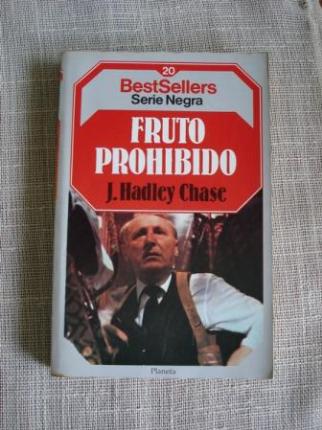 20
BestSellers
Serie Negra
FRUTO
PROHIBIDO
J. Hadley Chase
Planeta